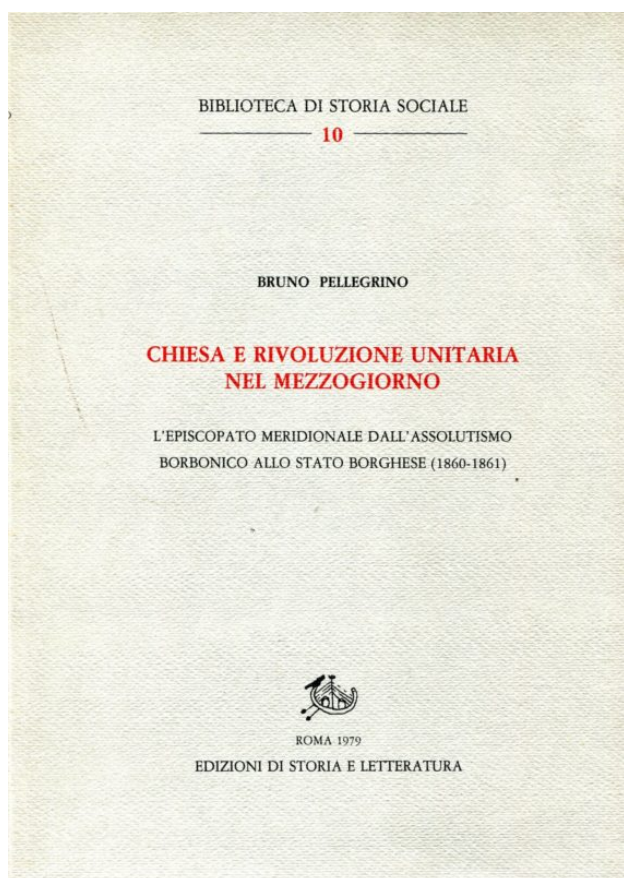 BIBLIOTECA DI STORIA SOCIALE
10
BRUNO PELLEGRINO
CHIESA E RIVOLUZIONE UNITARIA
NEL MEZZOGIORNO
L'EPISCOPATO MERIDIONALE DALL'ASSOLUTISMO
BORBONICO ALLO STATO BORGHESE (1860-1861)
ROMA 1979
EDIZIONI DI STORIA E LETTERATURA